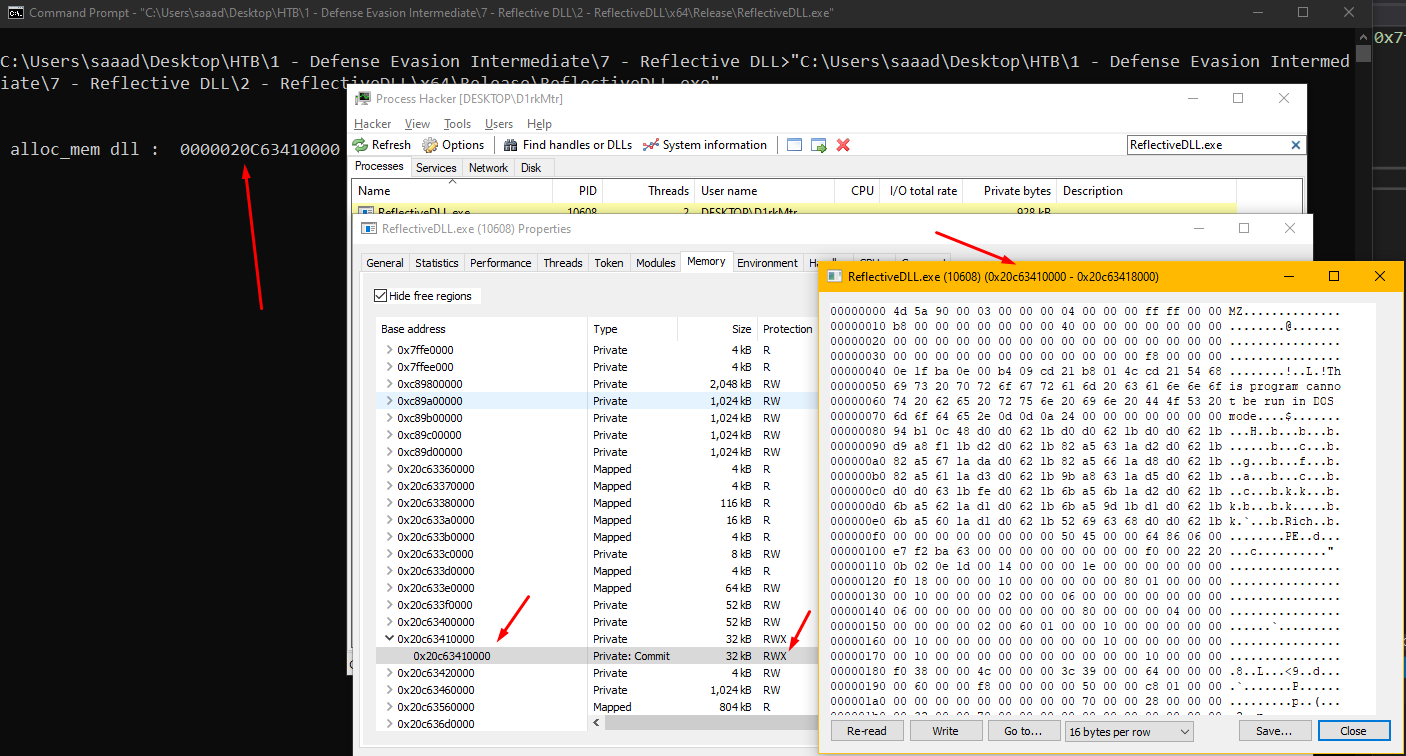 Command Prompt - "C:\Users\saaad\Desktop\HTB\1 - Defense Evasion Intermediate\7 - Reflective DLL\2 - ReflectiveDLL\x64\Release\ReflectiveDLL.exe"
C:\Users\saaad\Desktop\HTB\1 - Defense Evasion Intermediate\7 - Reflective DLL>"C:\Users\saaad\Desktop\HTB\1 - Defense Evasion Intermed
iate\7 - Reflective DLL\2 - ReflectiveDLL\x64\Release\ReflectiveDLL.exe"
alloc_mem dll :  0000020C63410000
Process Hacker [DESKTOP\D1rkMtr]
Hacker View Tools Users Help
Refresh Options Find handles or DLLs System information ReflectiveDLL.exe
Processes Services Network Disk
Name PID Threads User name CPU I/O total rate Private bytes Description
ReflectiveDLL.exe 10608 2 DESKTOP\D1rkMtr 928 kB
ReflectiveDLL.exe (10608) Properties
General Statistics Performance Threads Token Modules Memory Environment
Hide free regions
Base address Type Size Protection
0x7ffe0000 Private 4 kB R
0x7ffee000 Private 4 kB R
0xc89800000 Private 2,048 kB RW
0xc89a00000 Private 1,024 kB RW
0xc89b00000 Private 1,024 kB RW
0xc89c00000 Private 1,024 kB RW
0xc89d00000 Private 1,024 kB RW
0x20c63360000 Mapped 4 kB R
0x20c63370000 Mapped 4 kB R
0x20c63380000 Mapped 116 kB R
0x20c633a0000 Mapped 16 kB R
0x20c633b0000 Mapped 4 kB R
0x20c633c0000 Private 8 kB RW
0x20c633d0000 Mapped 4 kB R
0x20c633e0000 Mapped 64 kB RW
0x20c633f0000 Private 52 kB RW
0x20c63400000 Private 52 kB RW
0x20c63410000 Private 32 kB RWX
0x20c63410000 Private: Commit 32 kB RWX
0x20c63420000 Private 4 kB RW
0x20c63460000 Private 1,024 kB RW
0x20c63560000 Mapped 804 kB R
0x20c636d0000
ReflectiveDLL.exe (10608) (0x20c63410000 - 0x20c63418000)
00000000 4d 5a 90 00 03 00 00 00 04 00 00 00 ff ff 00 00 MZ..............
00000010 b8 00 00 00 00 00 00 00 40 00 00 00 00 00 00 00 ........@.......
00000020 00 00 00 00 00 00 00 00 00 00 00 00 00 00 00 00 ................
00000030 00 00 00 00 00 00 00 00 00 00 00 00 f8 00 00 00 ................
00000040 0e 1f ba 0e 00 b4 09 cd 21 b8 01 4c cd 21 54 68 ........!..L.!Th
00000050 69 73 20 70 72 6f 67 72 61 6d 20 63 61 6e 6e 6f is program canno
00000060 74 20 62 65 20 72 75 6e 20 69 6e 20 44 4f 53 20 t be run in DOS
00000070 6d 6f 64 65 2e 0d 0d 0a 24 00 00 00 00 00 00 00 mode....$.......
00000080 94 b1 0c 48 d0 d0 62 1b d0 d0 62 1b d0 d0 62 1b ...H..b...b...b.
00000090 d9 a8 f1 1b d2 d0 62 1b 82 a5 63 1a d2 d0 62 1b ......b...c...b.
000000a0 82 a5 67 1a da d0 62 1b 82 a5 66 1a d8 d0 62 1b ..g...b...f...b.
000000b0 82 a5 61 1a d3 d0 62 1b 9b a8 63 1a d5 d0 62 1b ..a...b...c...b.
000000c0 d0 d0 63 1b fe d0 62 1b 6b a5 6b 1a d2 d0 62 1b ..c...b.k.k...b.
000000d0 6b a5 62 1a d1 d0 62 1b 6b a5 9d 1b d1 d0 62 1b k.b...b.k.....b.
000000e0 6b a5 60 1a d1 d0 62 1b 52 69 63 68 d0 d0 62 1b k.`...b.Rich..b.
000000f0 00 00 00 00 00 00 00 00 50 45 00 00 64 86 06 00 ........PE..d...
00000100 e7 f2 ba 63 00 00 00 00 00 00 00 00 f0 00 22 20 ...c.........."
00000110 0b 02 0e 1d 00 14 00 00 00 1e 00 00 00 00 00 00 ................
00000120 f0 18 00 00 00 10 00 00 00 00 00 80 01 00 00 00 ................
00000130 00 10 00 00 00 02 00 00 06 00 00 00 00 00 00 00 ................
00000140 06 00 00 00 00 00 00 00 00 80 00 00 00 04 00 00 ................
00000150 00 00 00 00 02 00 60 01 00 00 10 00 00 00 00 00 ......`.........
00000160 00 10 00 00 00 00 00 00 00 00 10 00 00 00 00 00 ................
00000170 00 10 00 00 00 00 00 00 00 00 00 00 10 00 00 00 ................
00000180 f0 38 00 00 4c 00 00 00 3c 39 00 00 64 00 00 00 .8..L...<9..d...
00000190 00 60 00 00 f8 00 00 00 00 50 00 00 c8 01 00 00 .`.......P......
000001a0 00 00 00 00 00 00 00 00 00 70 00 00 28 00 00 00 .........p..(...
Re-read Write Go to... 16 bytes per row Save... Close